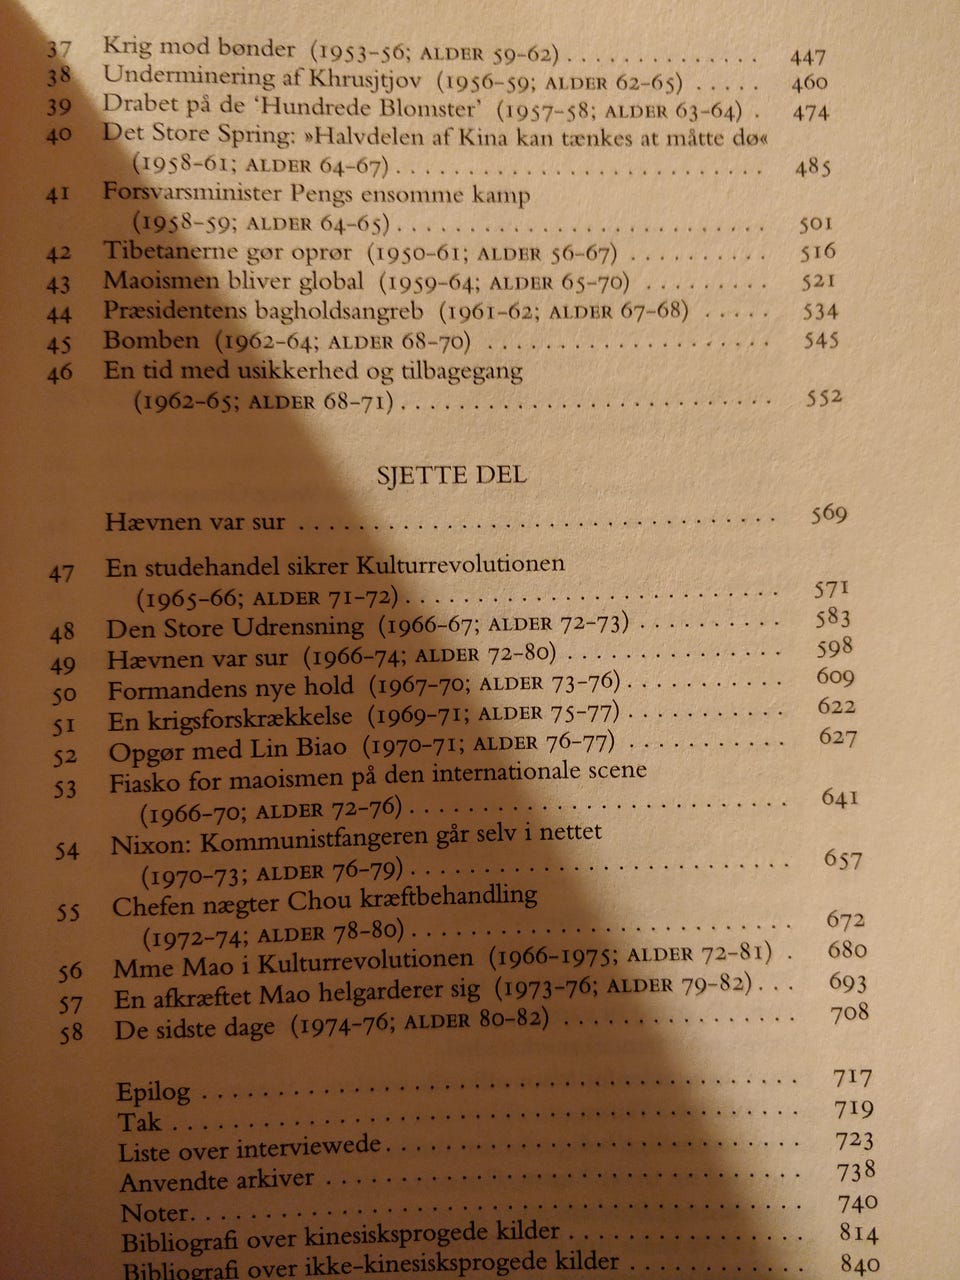 37 Krig mod bønder (1953–56; ALDER 59–62) . . . . . . . . . . . . . . 447
38 Underminering af Khrusjtjov (1956–59; ALDER 62–65) . . . . . 460
39 Drabet på de ‘Hundrede Blomster’ (1957–58; ALDER 63–64) . 474
40 Det Store Spring: »Halvdelen af Kina kan tænkes at måtte dø«
(1958–61; ALDER 64–67) . . . . . . . . . . . . . . . . . . . . . . . . . . 485
41 Forsvarsminister Pengs ensomme kamp
(1958–59; ALDER 64–65) . . . . . . . . . . . . . . . . . . . . . . . . . . 501
42 Tibetanerne gør oprør (1950–61; ALDER 56–67) . . . . . . . . . . 516
43 Maoismen bliver global (1959–64; ALDER 65–70) . . . . . . . . . 521
44 Præsidentens bagholdsangreb (1961–62; ALDER 67–68) . . . . . 534
45 Bomben (1962–64; ALDER 68–70) . . . . . . . . . . . . . . . . . . . . 545
46 En tid med usikkerhed og tilbagegang
(1962–65; ALDER 68–71) . . . . . . . . . . . . . . . . . . . . . . . . . . 552
SJETTE DEL
Hævnen var sur . . . . . . . . . . . . . . . . . . . . . . . . . . . . . . . . . 569
47 En studehandel sikrer Kulturrevolutionen
(1965–66; ALDER 71–72) . . . . . . . . . . . . . . . . . . . . . . . . . . 571
48 Den Store Udrensning (1966–67; ALDER 72–73) . . . . . . . . . . 583
49 Hævnen var sur (1966–74; ALDER 72–80) . . . . . . . . . . . . . . . 598
50 Formandens nye hold (1967–70; ALDER 73–76) . . . . . . . . . . . 609
51 En krigsforskrækkelse (1969–71; ALDER 75–77) . . . . . . . . . . . 622
52 Opgør med Lin Biao (1970–71; ALDER 76–77) . . . . . . . . . . . 627
53 Fiasko for maoismen på den internationale scene
(1966–70; ALDER 72–76) . . . . . . . . . . . . . . . . . . . . . . . . . . 641
54 Nixon: Kommunistfangeren går selv i nettet
(1970–73; ALDER 76–79) . . . . . . . . . . . . . . . . . . . . . . . . . . 657
55 Chefen nægter Chou kræftbehandling
(1972–74; ALDER 78–80) . . . . . . . . . . . . . . . . . . . . . . . . . . 672
56 Mme Mao i Kulturrevolutionen (1966–1975; ALDER 72–81) . 680
57 En afkræftet Mao helgarderer sig (1973–76; ALDER 79–82) . . . 693
58 De sidste dage (1974–76; ALDER 80–82) . . . . . . . . . . . . . . . . 708
Epilog . . . . . . . . . . . . . . . . . . . . . . . . . . . . . . . . . . . . . . . . 717
Tak . . . . . . . . . . . . . . . . . . . . . . . . . . . . . . . . . . . . . . . . . . 719
Liste over interviewede . . . . . . . . . . . . . . . . . . . . . . . . . . . . 723
Anvendte arkiver . . . . . . . . . . . . . . . . . . . . . . . . . . . . . . . . 738
Noter . . . . . . . . . . . . . . . . . . . . . . . . . . . . . . . . . . . . . . . . 740
Bibliografi over kinesisksprogede kilder . . . . . . . . . . . . . . . . 814
Bibliografi over ikke-kinesisksprogede kilder . . . . . . . . . . . . 840